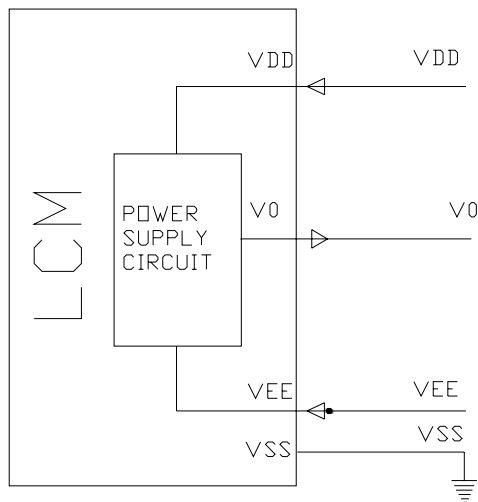 VDD VDD
LCM
POWER
SUPPLY
CIRCUIT
V0 V0
VEE VEE
VSS VSS